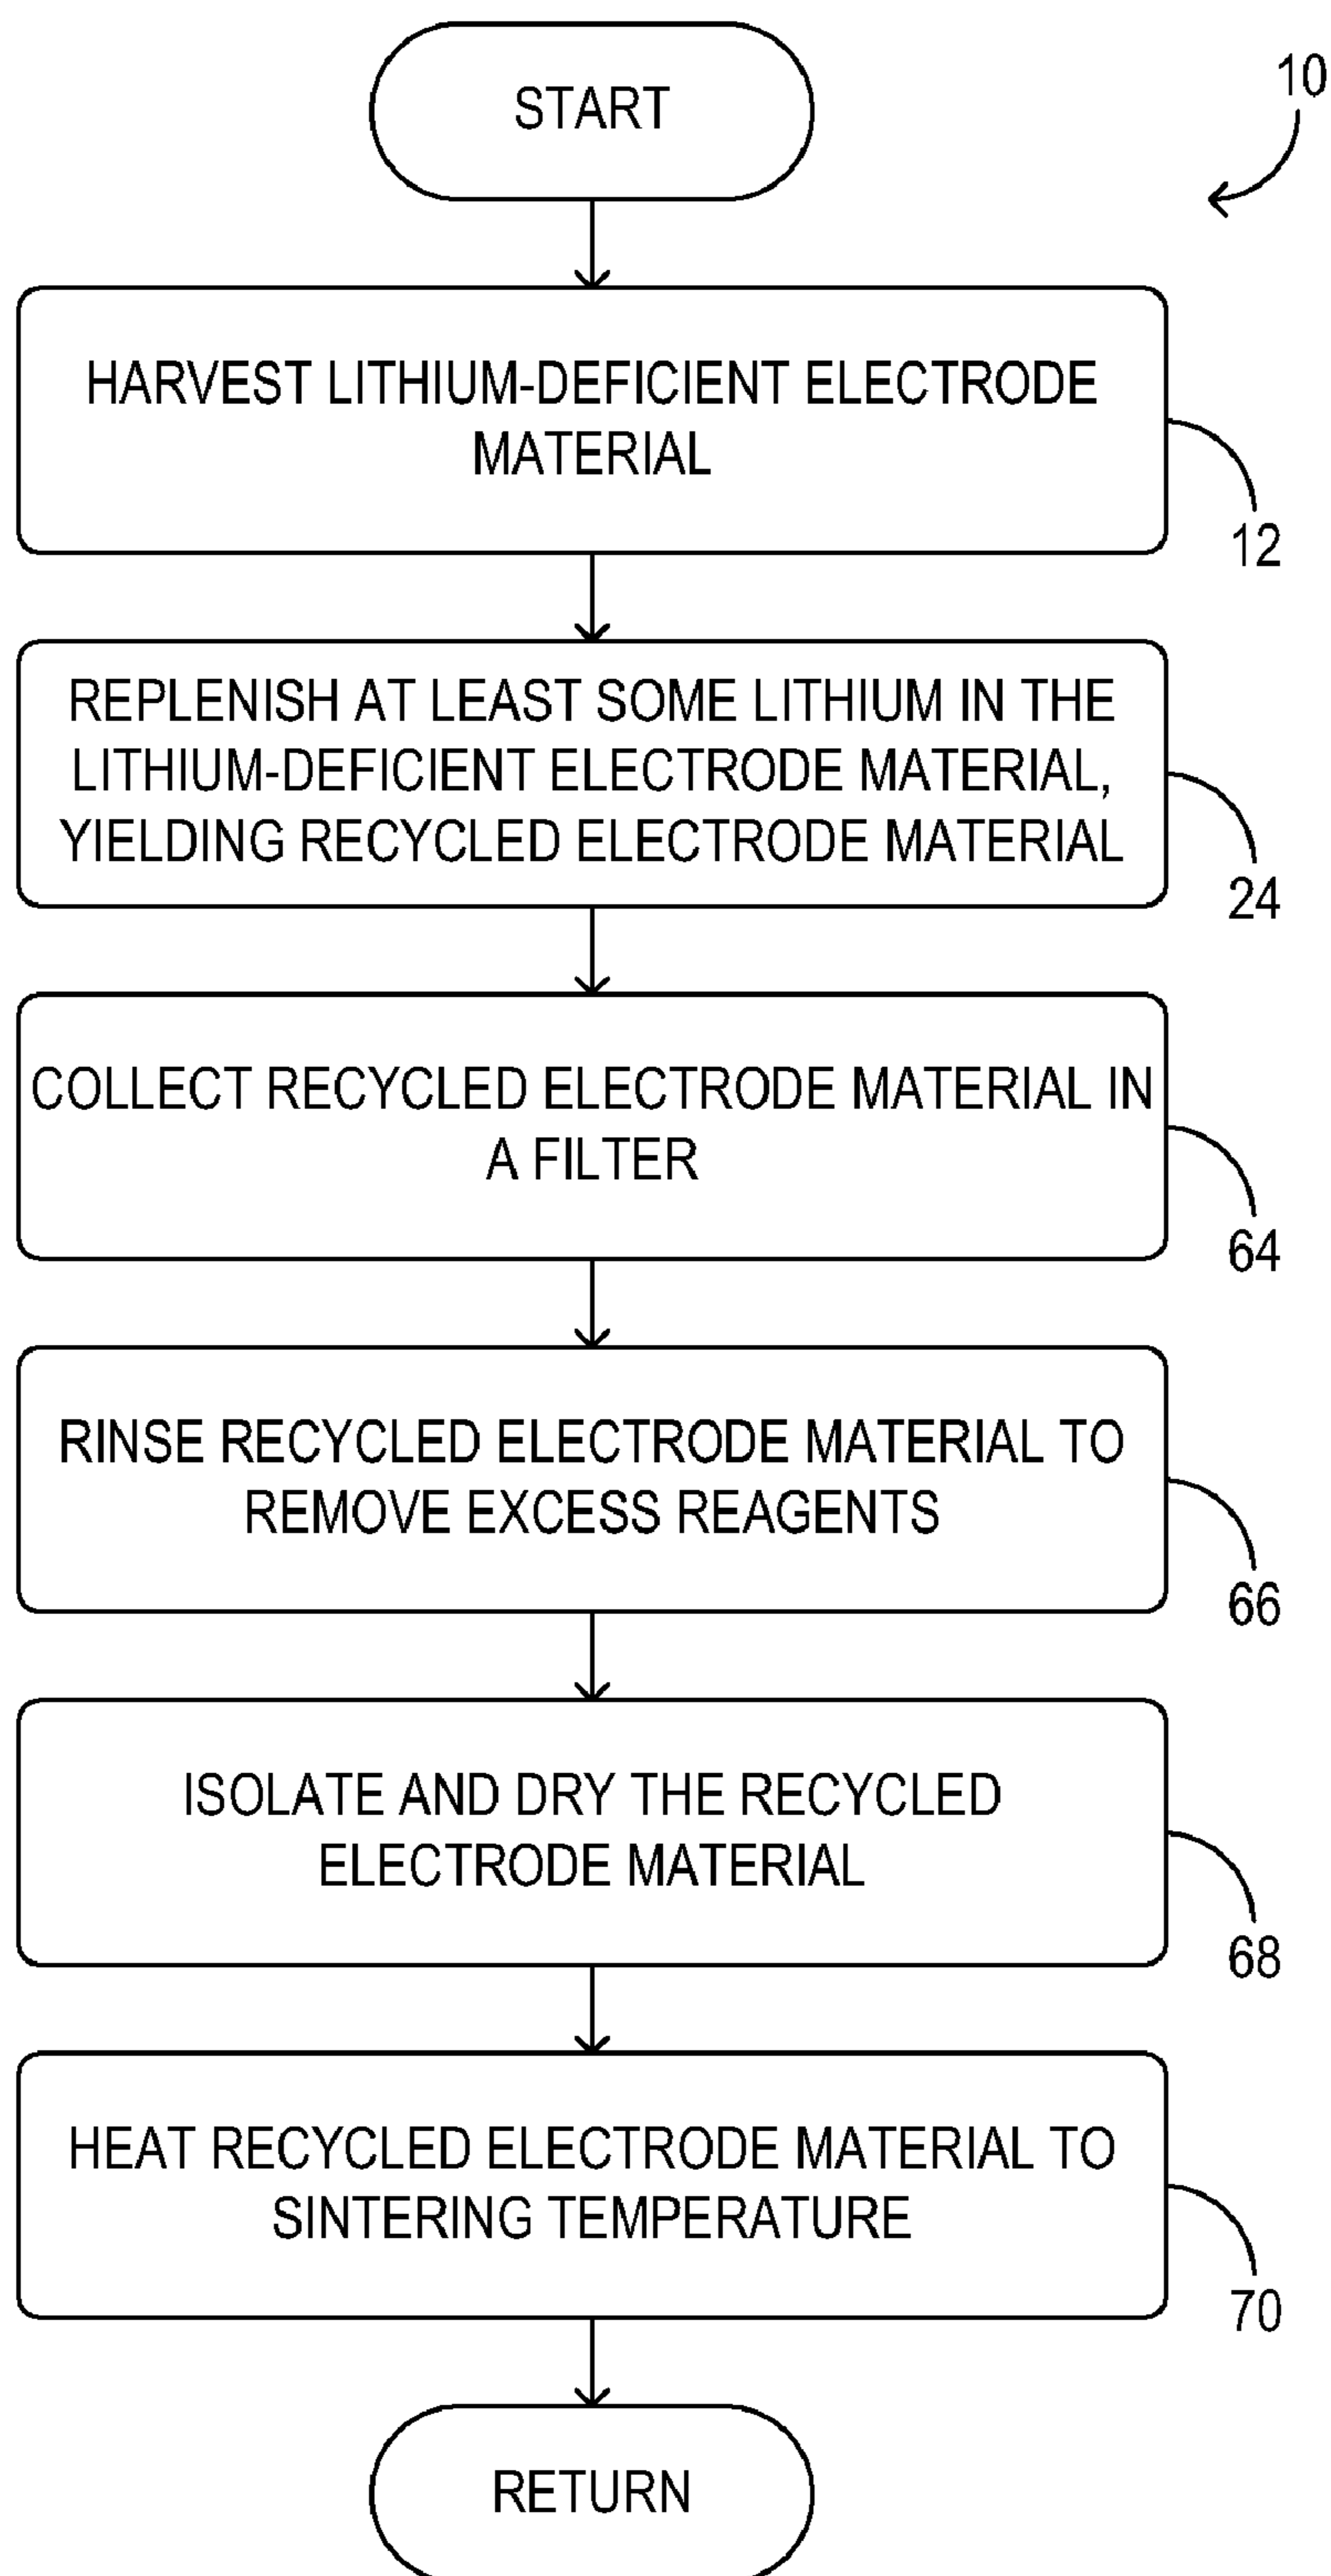 START
10
HARVEST LITHIUM-DEFICIENT ELECTRODE
MATERIAL
12
REPLENISH AT LEAST SOME LITHIUM IN THE
LITHIUM-DEFICIENT ELECTRODE MATERIAL,
YIELDING RECYCLED ELECTRODE MATERIAL
24
COLLECT RECYCLED ELECTRODE MATERIAL IN
A FILTER
64
RINSE RECYCLED ELECTRODE MATERIAL TO
REMOVE EXCESS REAGENTS
66
ISOLATE AND DRY THE RECYCLED
ELECTRODE MATERIAL
68
HEAT RECYCLED ELECTRODE MATERIAL TO
SINTERING TEMPERATURE
70
RETURN